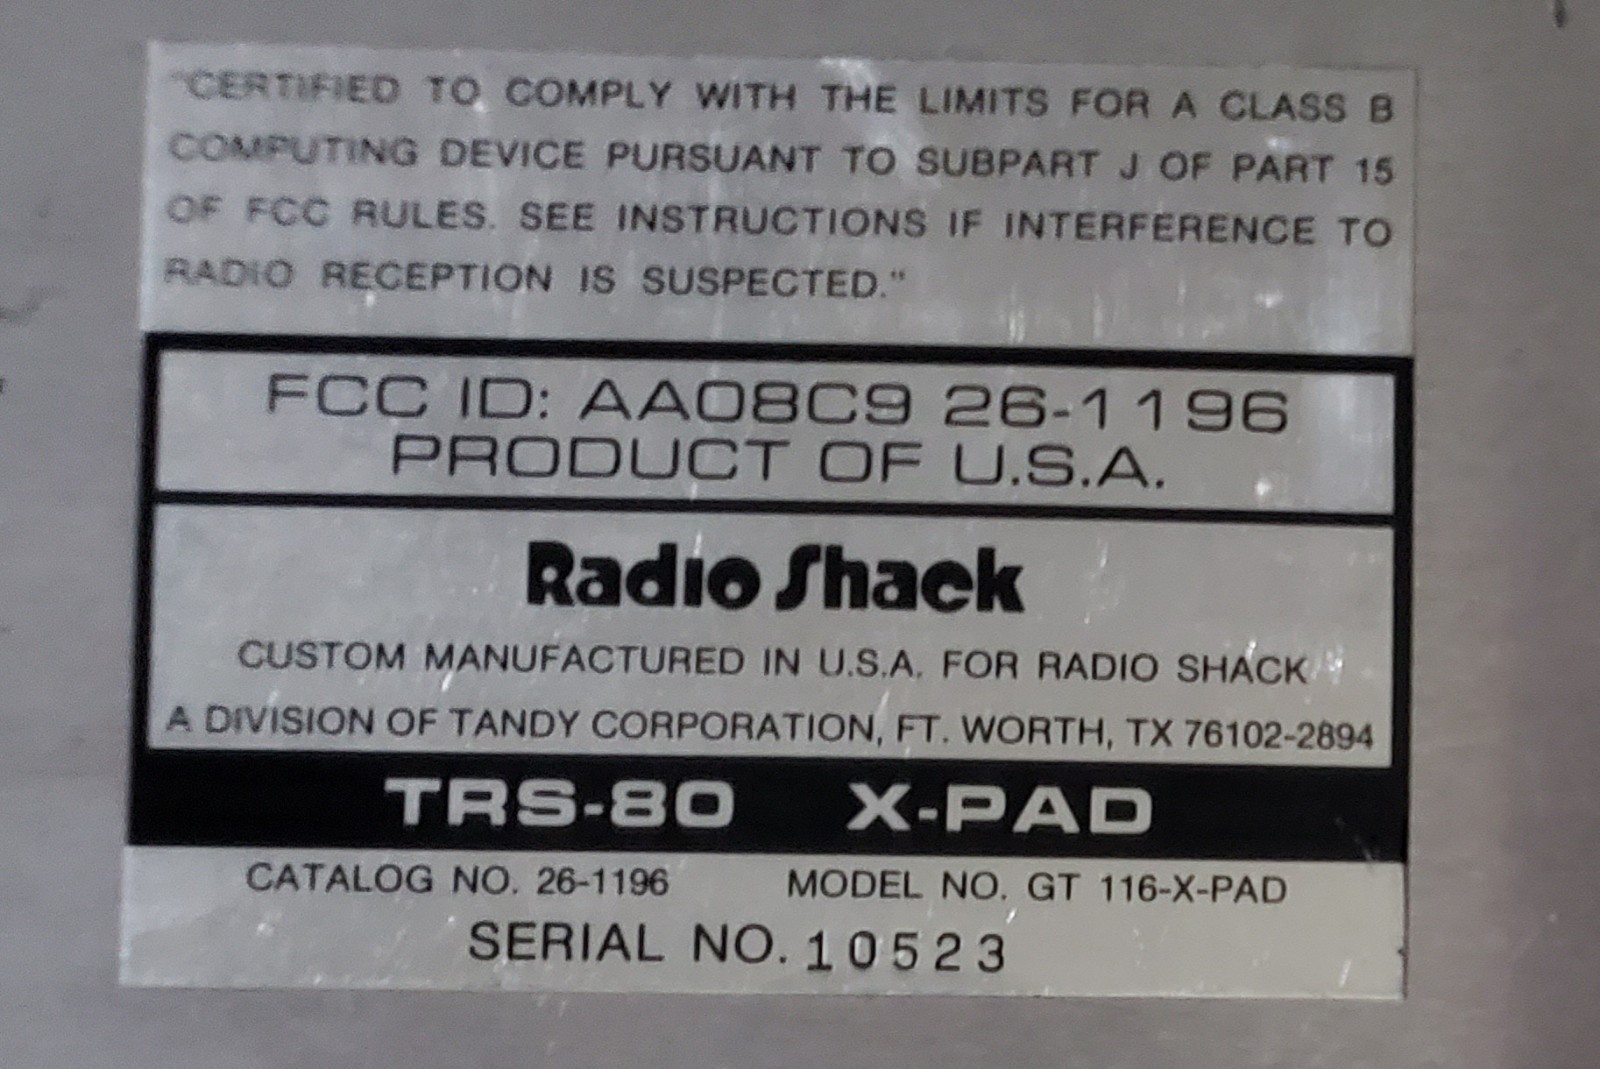 "CERTIFIED TO COMPLY WITH THE LIMITS FOR A CLASS B
COMPUTING DEVICE PURSUANT TO SUBPART J OF PART 15
OF FCC RULES. SEE INSTRUCTIONS IF INTERFERENCE TO
RADIO RECEPTION IS SUSPECTED."
FCC ID: AAO8C9 26-1196
PRODUCT OF U.S.A.
Radio Shack
CUSTOM MANUFACTURED IN U.S.A. FOR RADIO SHACK
A DIVISION OF TANDY CORPORATION, FT. WORTH, TX 76102-2894
TRS-80 X-PAD
CATALOG NO. 26-1196 MODEL NO. GT 116-X-PAD
SERIAL NO. 10523